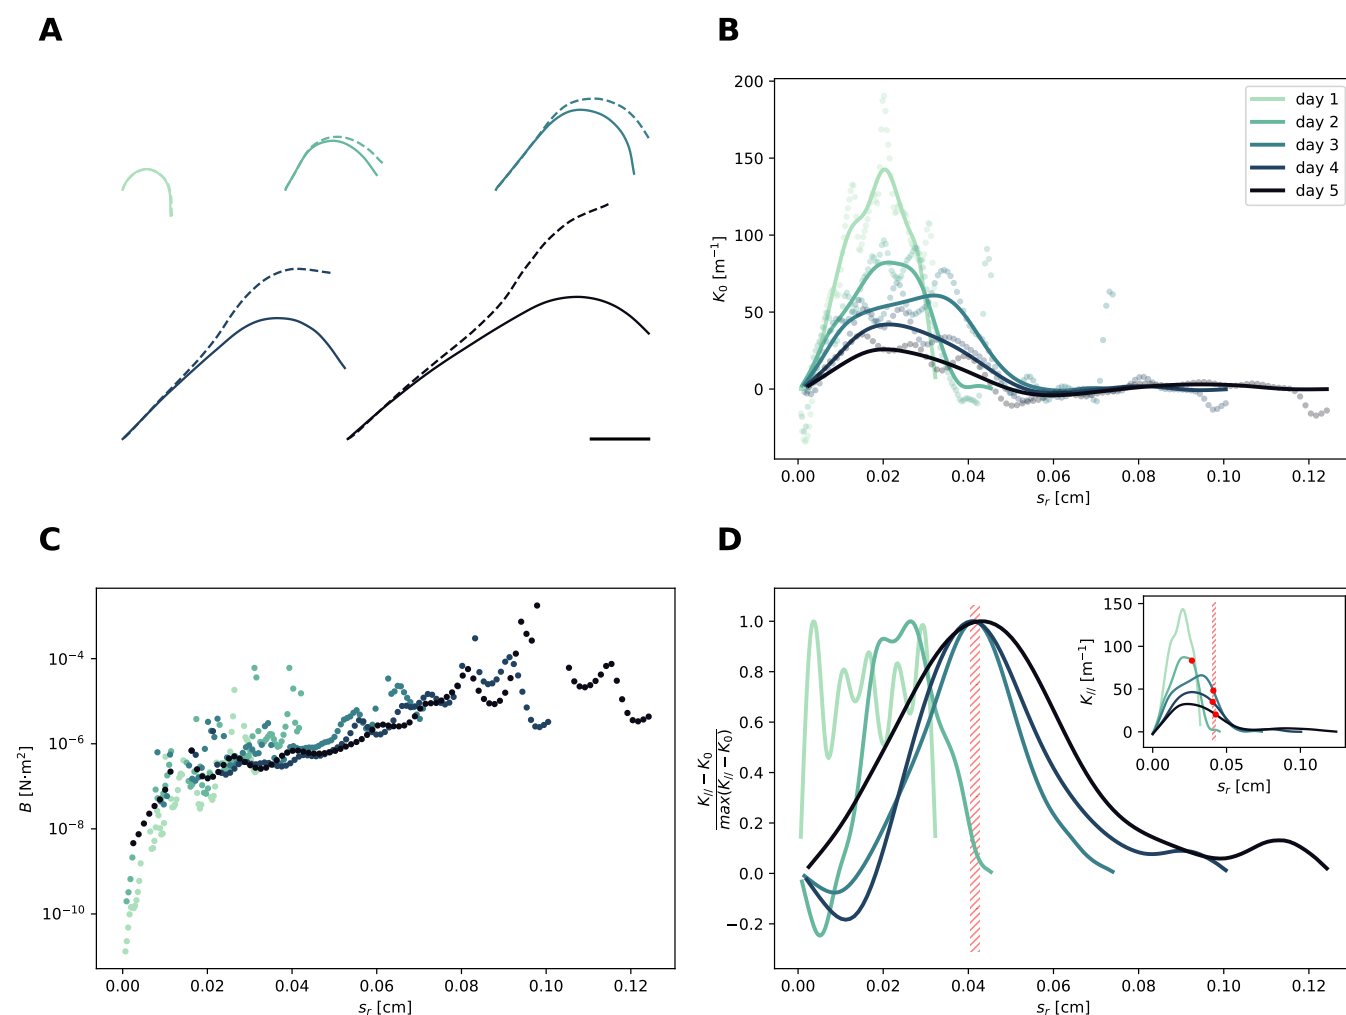 A
B
200
150
100
50
0
K₀ [m⁻¹]
0.00 0.02 0.04 0.06 0.08 0.10 0.12
sᵣ [cm]
day 1
day 2
day 3
day 4
day 5
C
10⁻⁴
10⁻⁶
10⁻⁸
10⁻¹⁰
B [N·m²]
0.00 0.02 0.04 0.06 0.08 0.10 0.12
sᵣ [cm]
D
1.0
0.8
0.6
0.4
0.2
0.0
−0.2
K// − K₀
max(K// − K₀)
0.00 0.02 0.04 0.06 0.08 0.10 0.12
sᵣ [cm]
150
100
50
0
K// [m⁻¹]
0.00 0.05 0.10
sᵣ [cm]